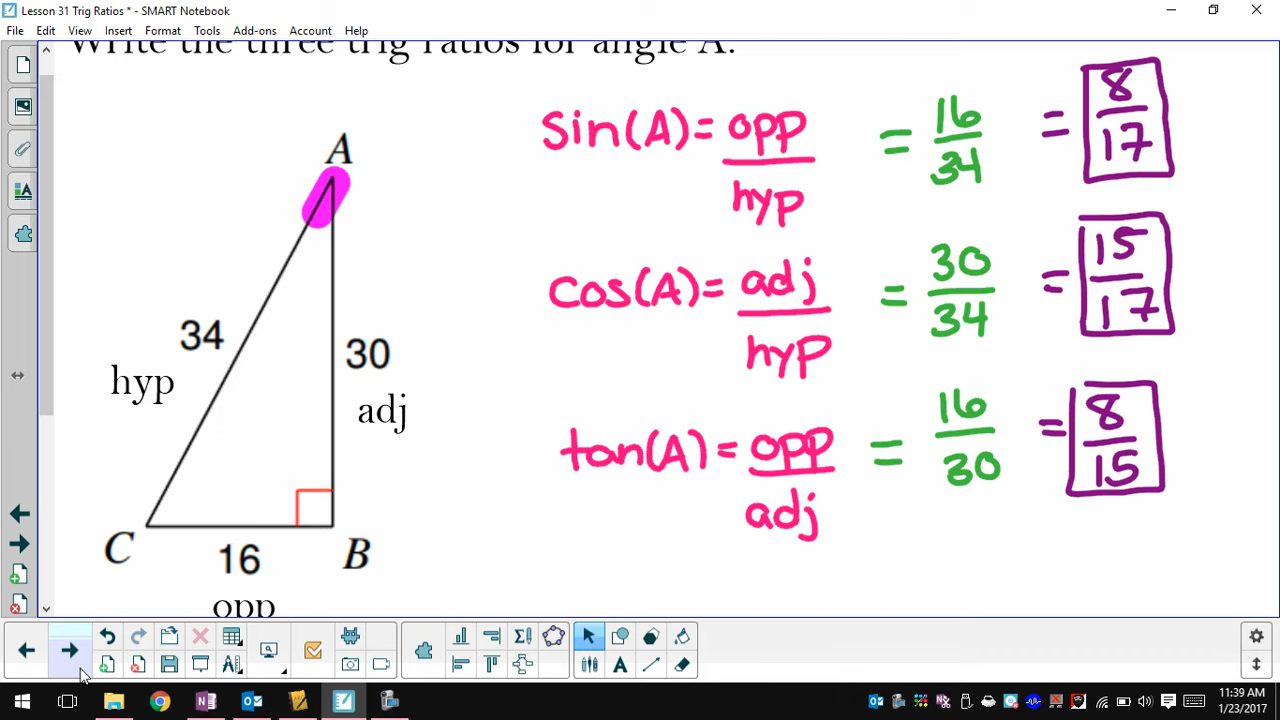 Lesson 31 Trig Ratios * - SMART Notebook
File Edit View Insert Format Tools Add-ons Account Help
Write the three trig ratios for angle A.
A
34
hyp
30
adj
C
16
B
opp
sin(A) = opp/hyp = 16/34 = 8/17
cos(A) = adj/hyp = 30/34 = 15/17
tan(A) = opp/adj = 16/30 = 8/15
11:39 AM
1/23/2017